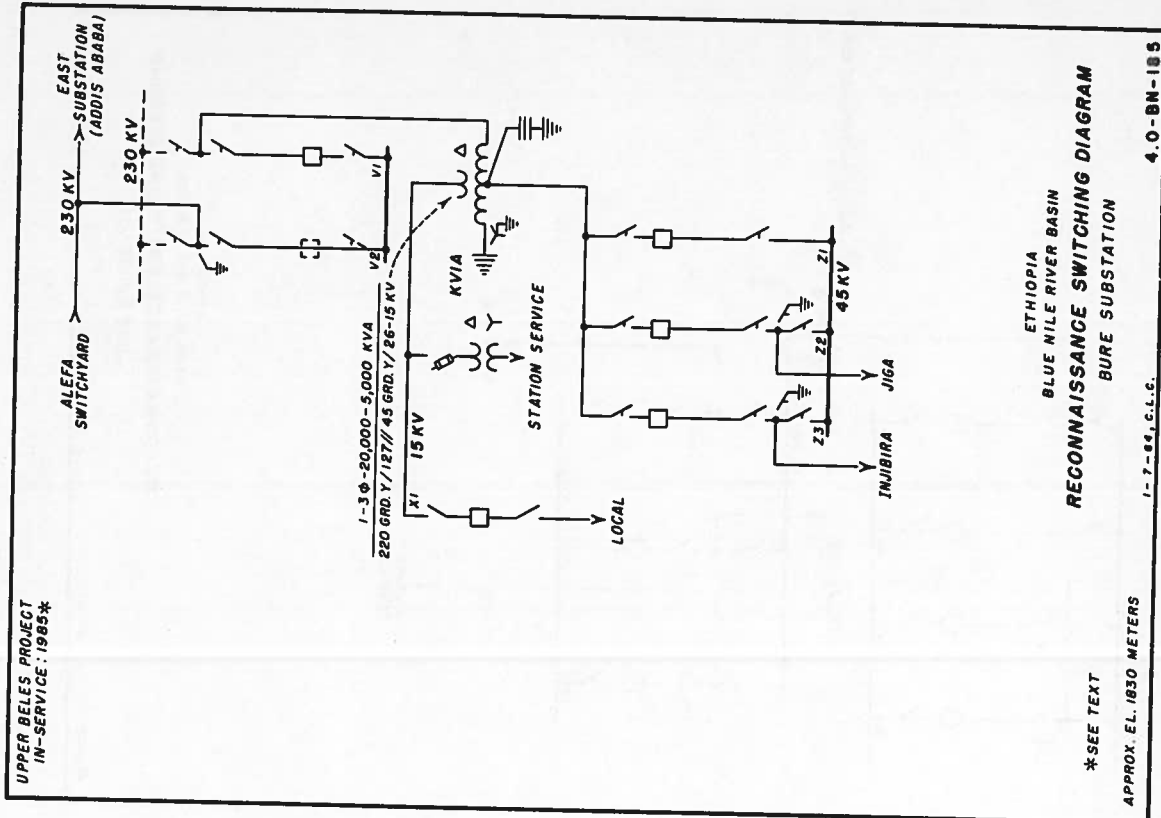 UPPER BELES PROJECT
IN-SERVICE: 1985*
ALEFA
SWITCHYARD
230 KV
EAST
SUBSTATION
(ADDIS ABABA)
230 KV
V2
V1
1-3Φ-20,000-5,000 KVA
220 GRD.Y/127//45 GRD.Y/26-15 KV
KV1A
Δ
X1
15 KV
Δ
STATION SERVICE
LOCAL
Z3
Z2
Z1
45 KV
INJIBIRA
JIGA
ETHIOPIA
BLUE NILE RIVER BASIN
RECONNAISSANCE SWITCHING DIAGRAM
BURE SUBSTATION
*SEE TEXT
APPROX. EL. 1830 METERS
1-7-64, C.L.C.
4.0-BN-185